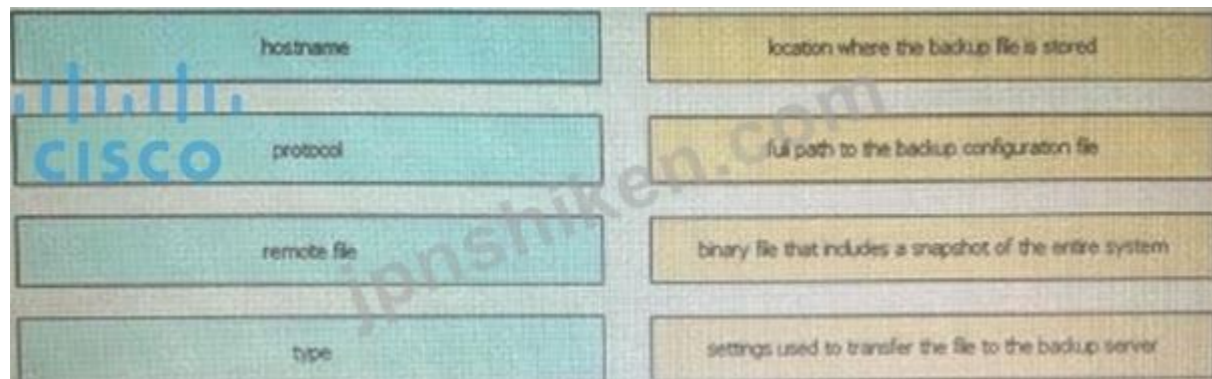 hostname
location where the backup file is stored
protocol
full path to the backup configuration file
CISCO
remote file
binary file that includes a snapshot of the entire system
type
settings used to transfer the file to the backup server
jpnshiken.com